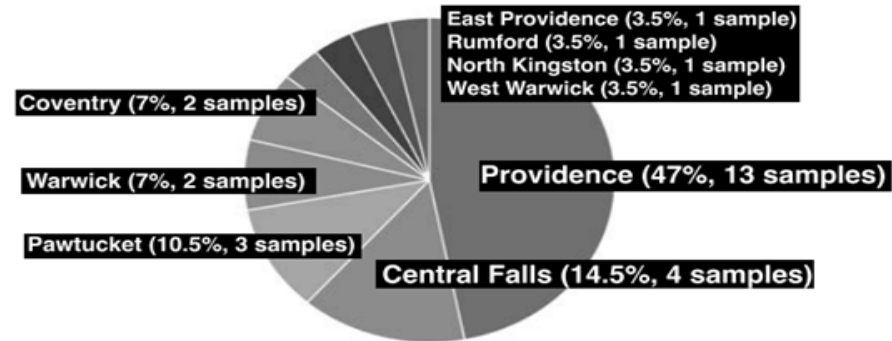 East Providence (3.5%, 1 sample)
Rumford (3.5%, 1 sample)
North Kingston (3.5%, 1 sample)
West Warwick (3.5%, 1 sample)
Coventry (7%, 2 samples)
Providence (47%, 13 samples)
Warwick (7%, 2 samples)
Pawtucket (10.5%, 3 samples)
Central Falls (14.5%, 4 samples)